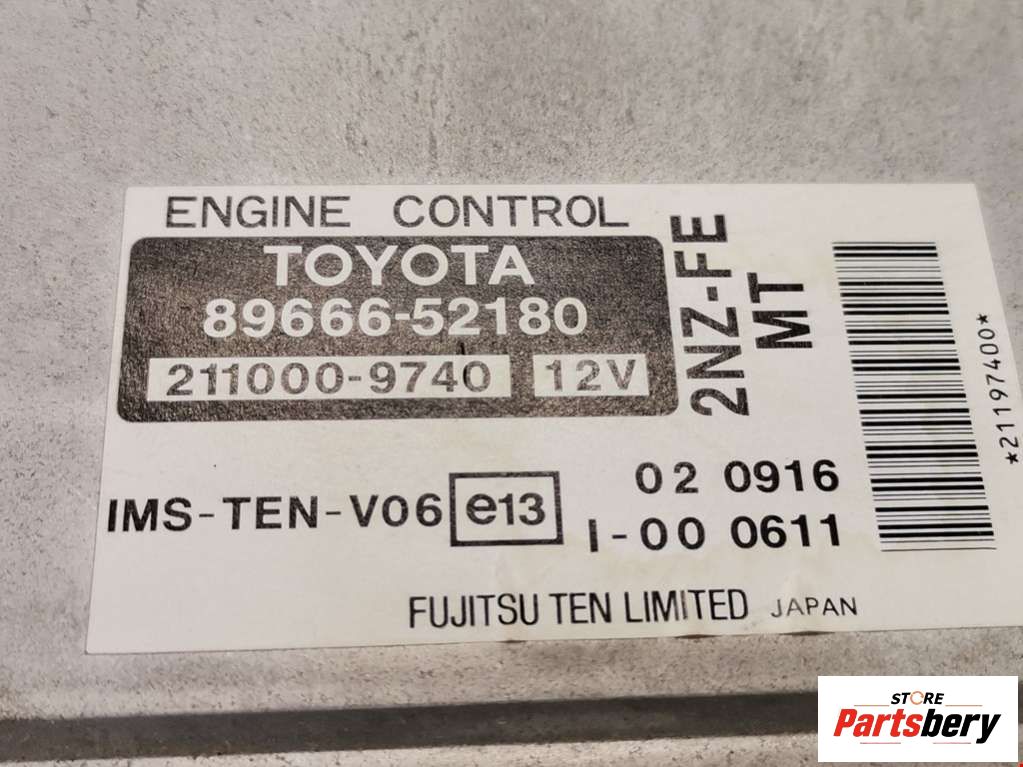 ENGINE CONTROL
TOYOTA
89666-52180
211000-9740 12V
2NZ-FE
MT
*21197400*
IMS-TEN-V06 e13
02 0916
I-00 0611
FUJITSU TEN LIMITED JAPAN
STORE
Partsbery